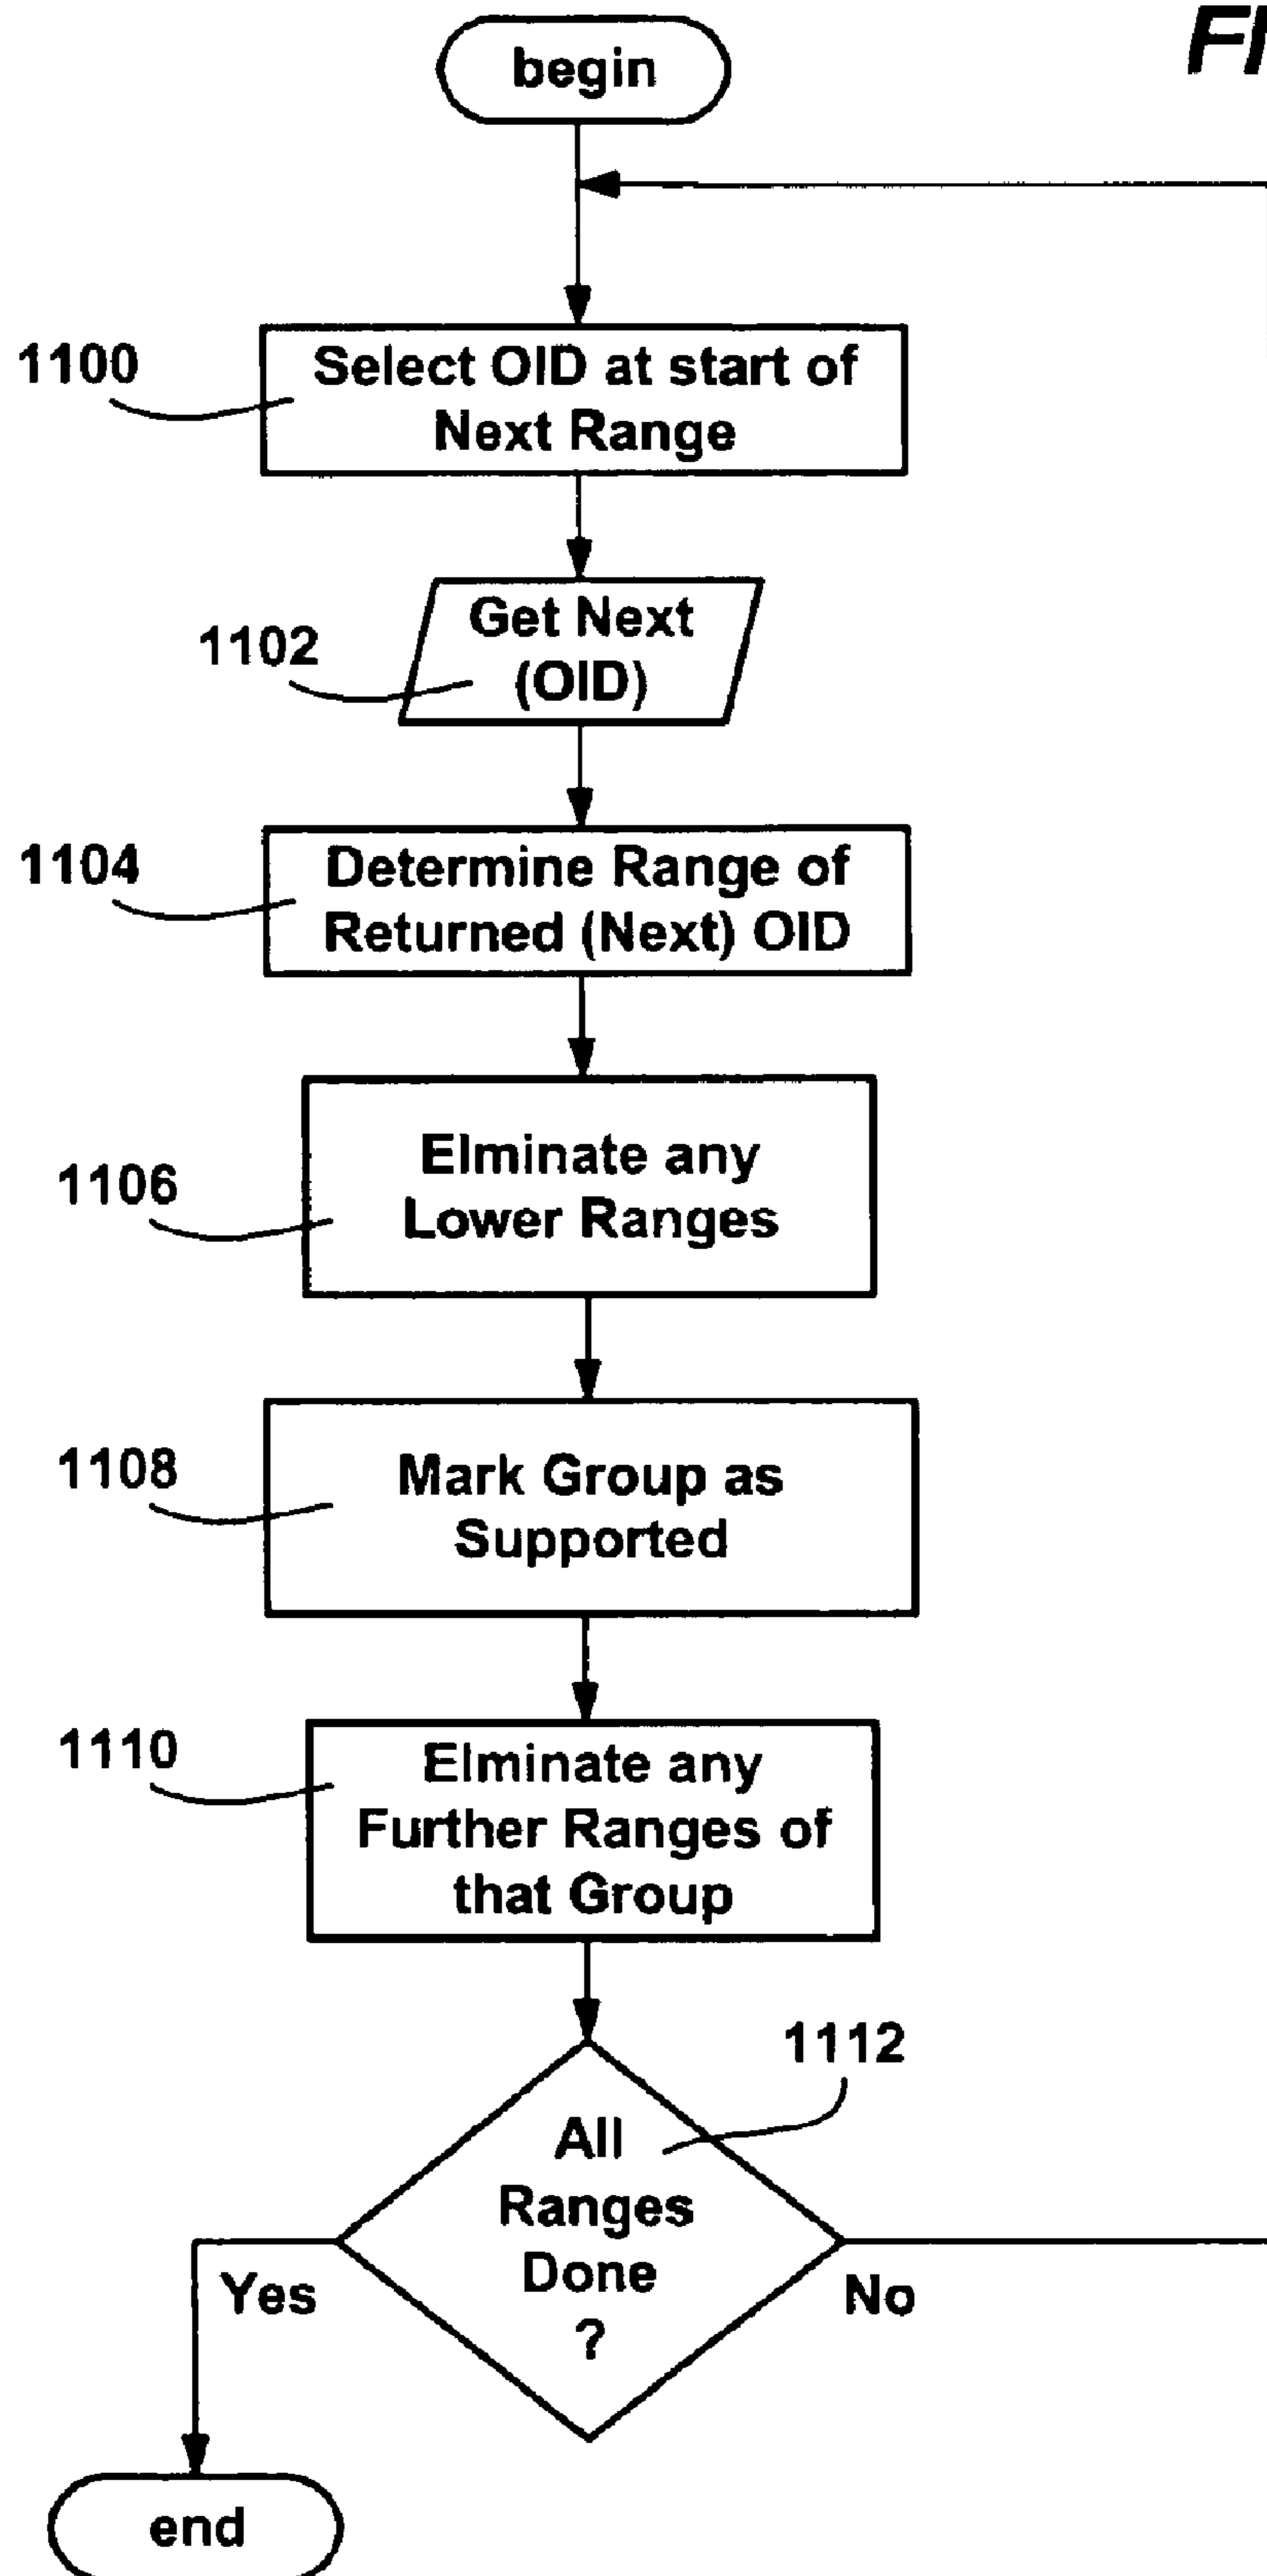 begin
FI
1100
Select OID at start of
Next Range
1102
Get Next
(OID)
1104
Determine Range of
Returned (Next) OID
1106
Elminate any
Lower Ranges
1108
Mark Group as
Supported
1110
Elminate any
Further Ranges of
that Group
1112
All
Ranges
Done
?
Yes
No
end